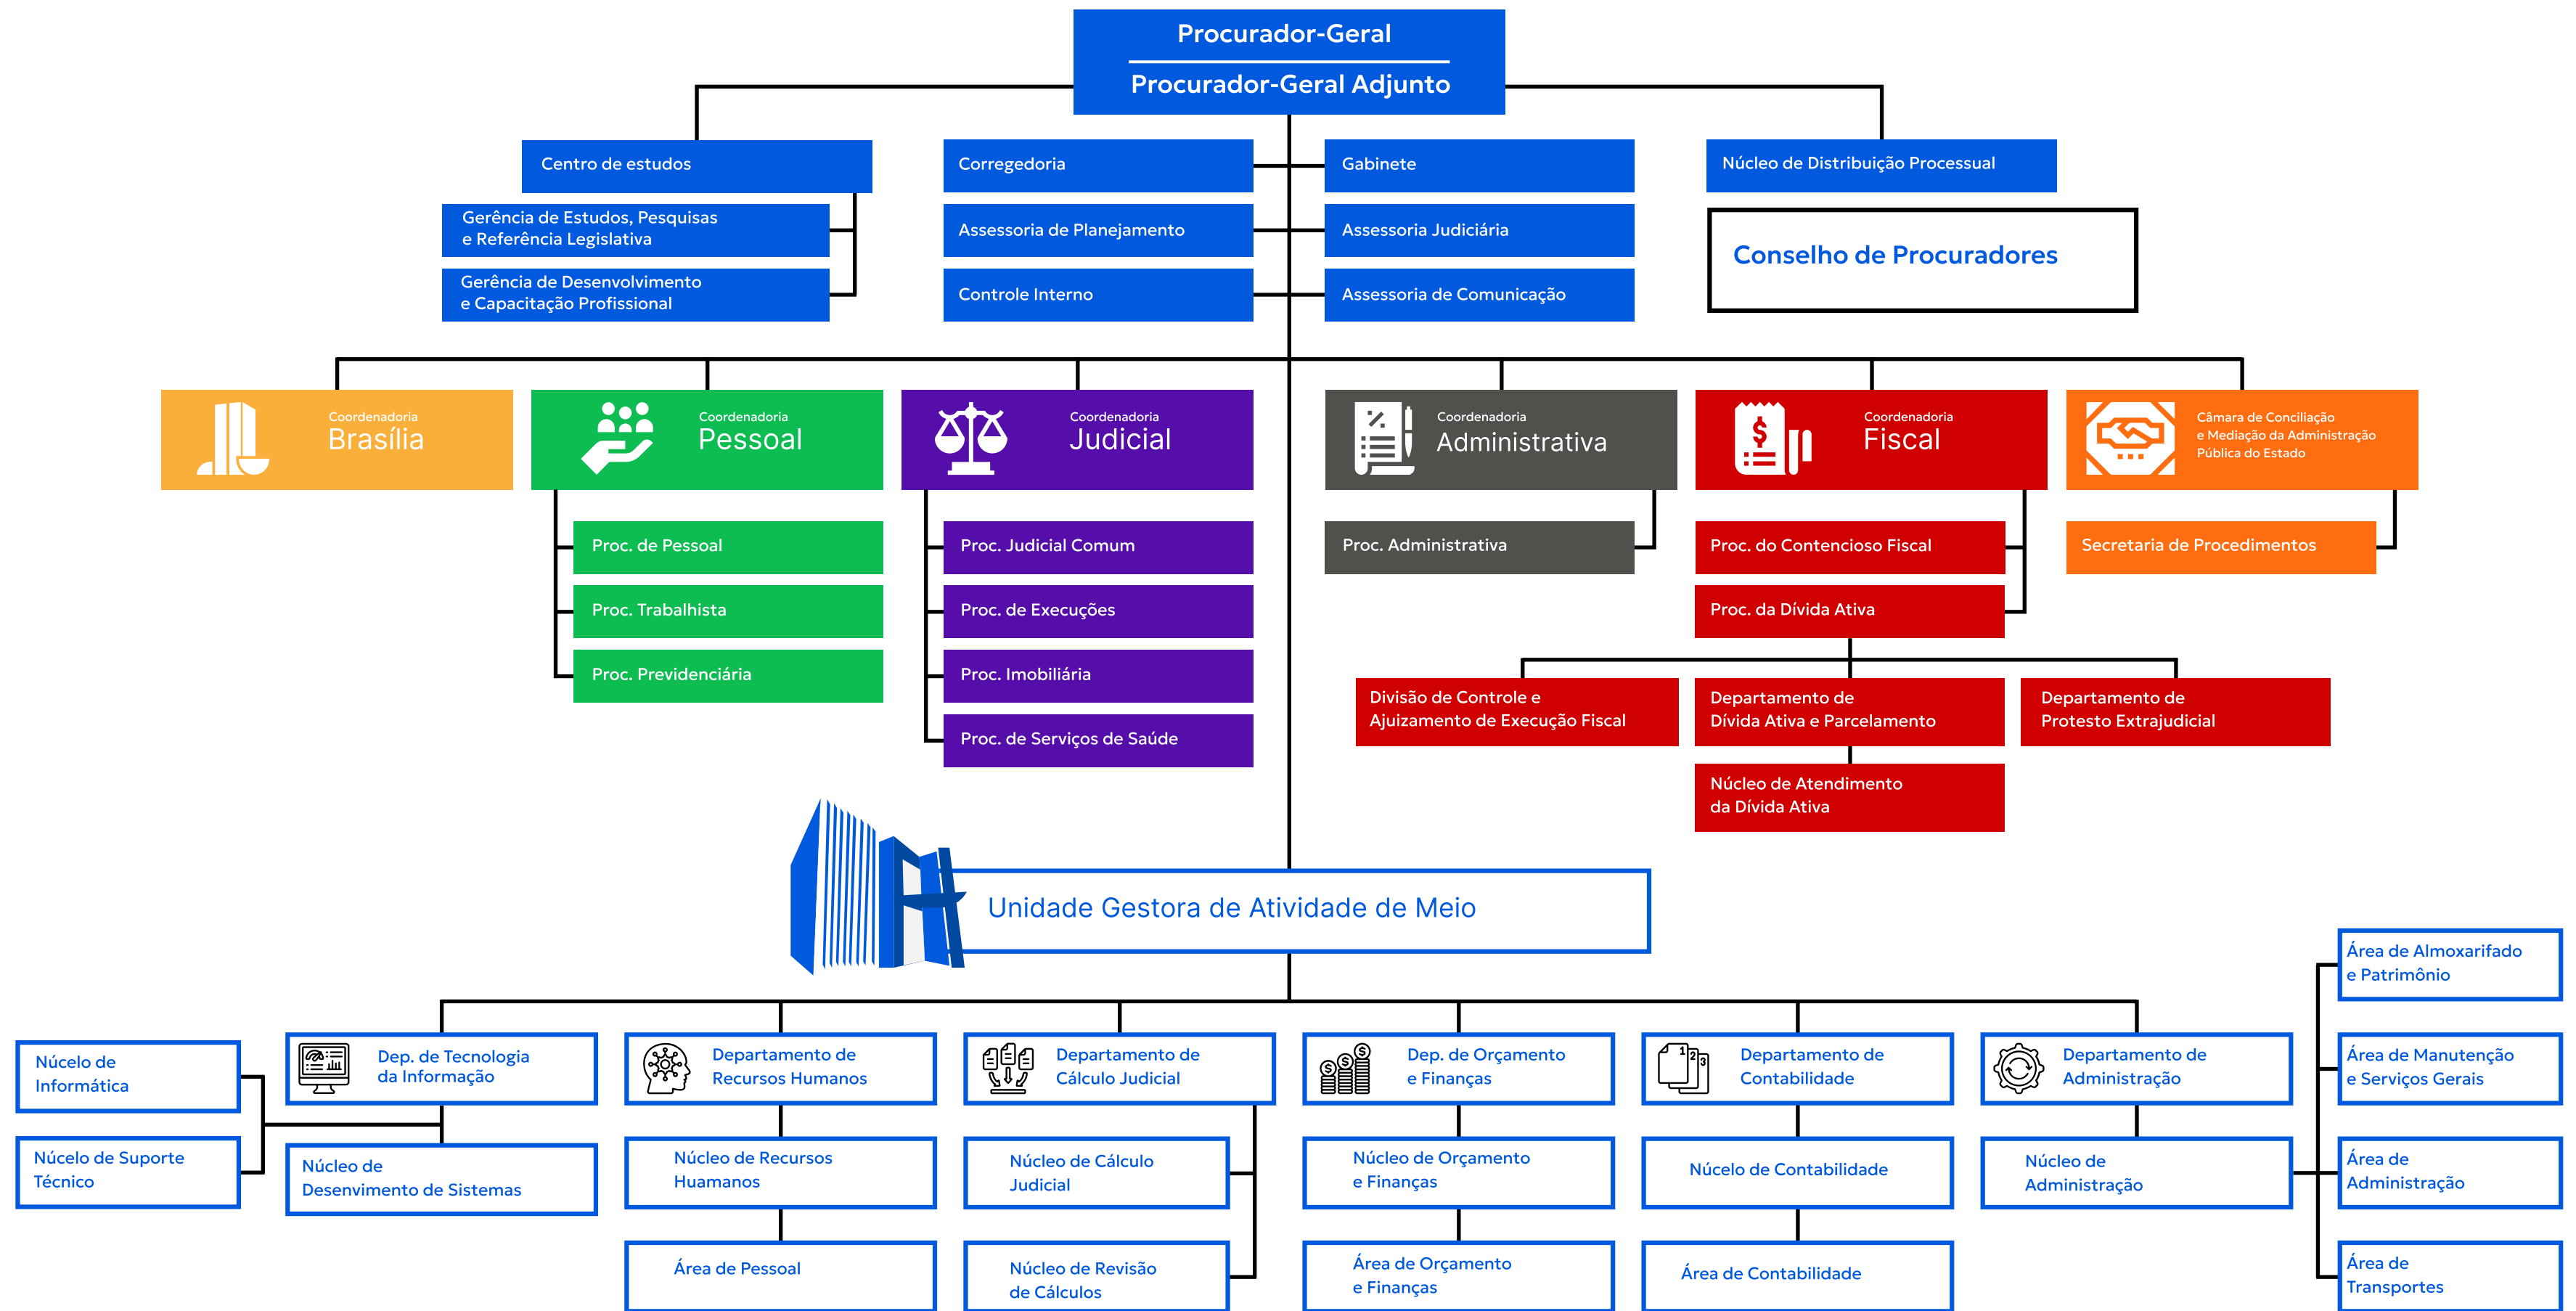 Procurador-Geral
Procurador-Geral Adjunto
Centro de estudos
Corregedoria
Gabinete
Núcleo de Distribuição Processual
Gerência de Estudos, Pesquisas
e Referência Legislativa
Assessoria de Planejamento
Assessoria Judiciária
Conselho de Procuradores
Gerência de Desenvolvimento
e Capacitação Profissional
Controle Interno
Assessoria de Comunicação
Coordenadoria
Brasília
Coordenadoria
Pessoal
Coordenadoria
Judicial
Coordenadoria
Administrativa
Coordenadoria
Fiscal
Câmara de Conciliação
e Mediação da Administração
Pública do Estado
Proc. de Pessoal
Proc. Trabalhista
Proc. Previdenciária
Proc. Judicial Comum
Proc. de Execuções
Proc. Imobiliária
Proc. de Serviços de Saúde
Proc. Administrativa
Proc. do Contencioso Fiscal
Proc. da Dívida Ativa
Secretaria de Procedimentos
Divisão de Controle e
Ajuizamento de Execução Fiscal
Departamento de
Dívida Ativa e Parcelamento
Departamento de
Protesto Extrajudicial
Núcleo de Atendimento
da Dívida Ativa
Unidade Gestora de Atividade de Meio
Núcelo de
Informática
Núcelo de Suporte
Técnico
Dep. de Tecnologia
da Informação
Núcleo de
Desenvimento de Sistemas
Departamento de
Recursos Humanos
Núcleo de Recursos
Huamanos
Área de Pessoal
Departamento de
Cálculo Judicial
Núcleo de Cálculo
Judicial
Núcleo de Revisão
de Cálculos
Dep. de Orçamento
e Finanças
Núcleo de Orçamento
e Finanças
Área de Orçamento
e Finanças
1 2 3
Departamento de
Contabilidade
Núcelo de Contabilidade
Área de Contabilidade
Departamento de
Administração
Núcleo de
Administração
Área de Almoxarifado
e Patrimônio
Área de Manutenção
e Serviços Gerais
Área de
Administração
Área de
Transportes